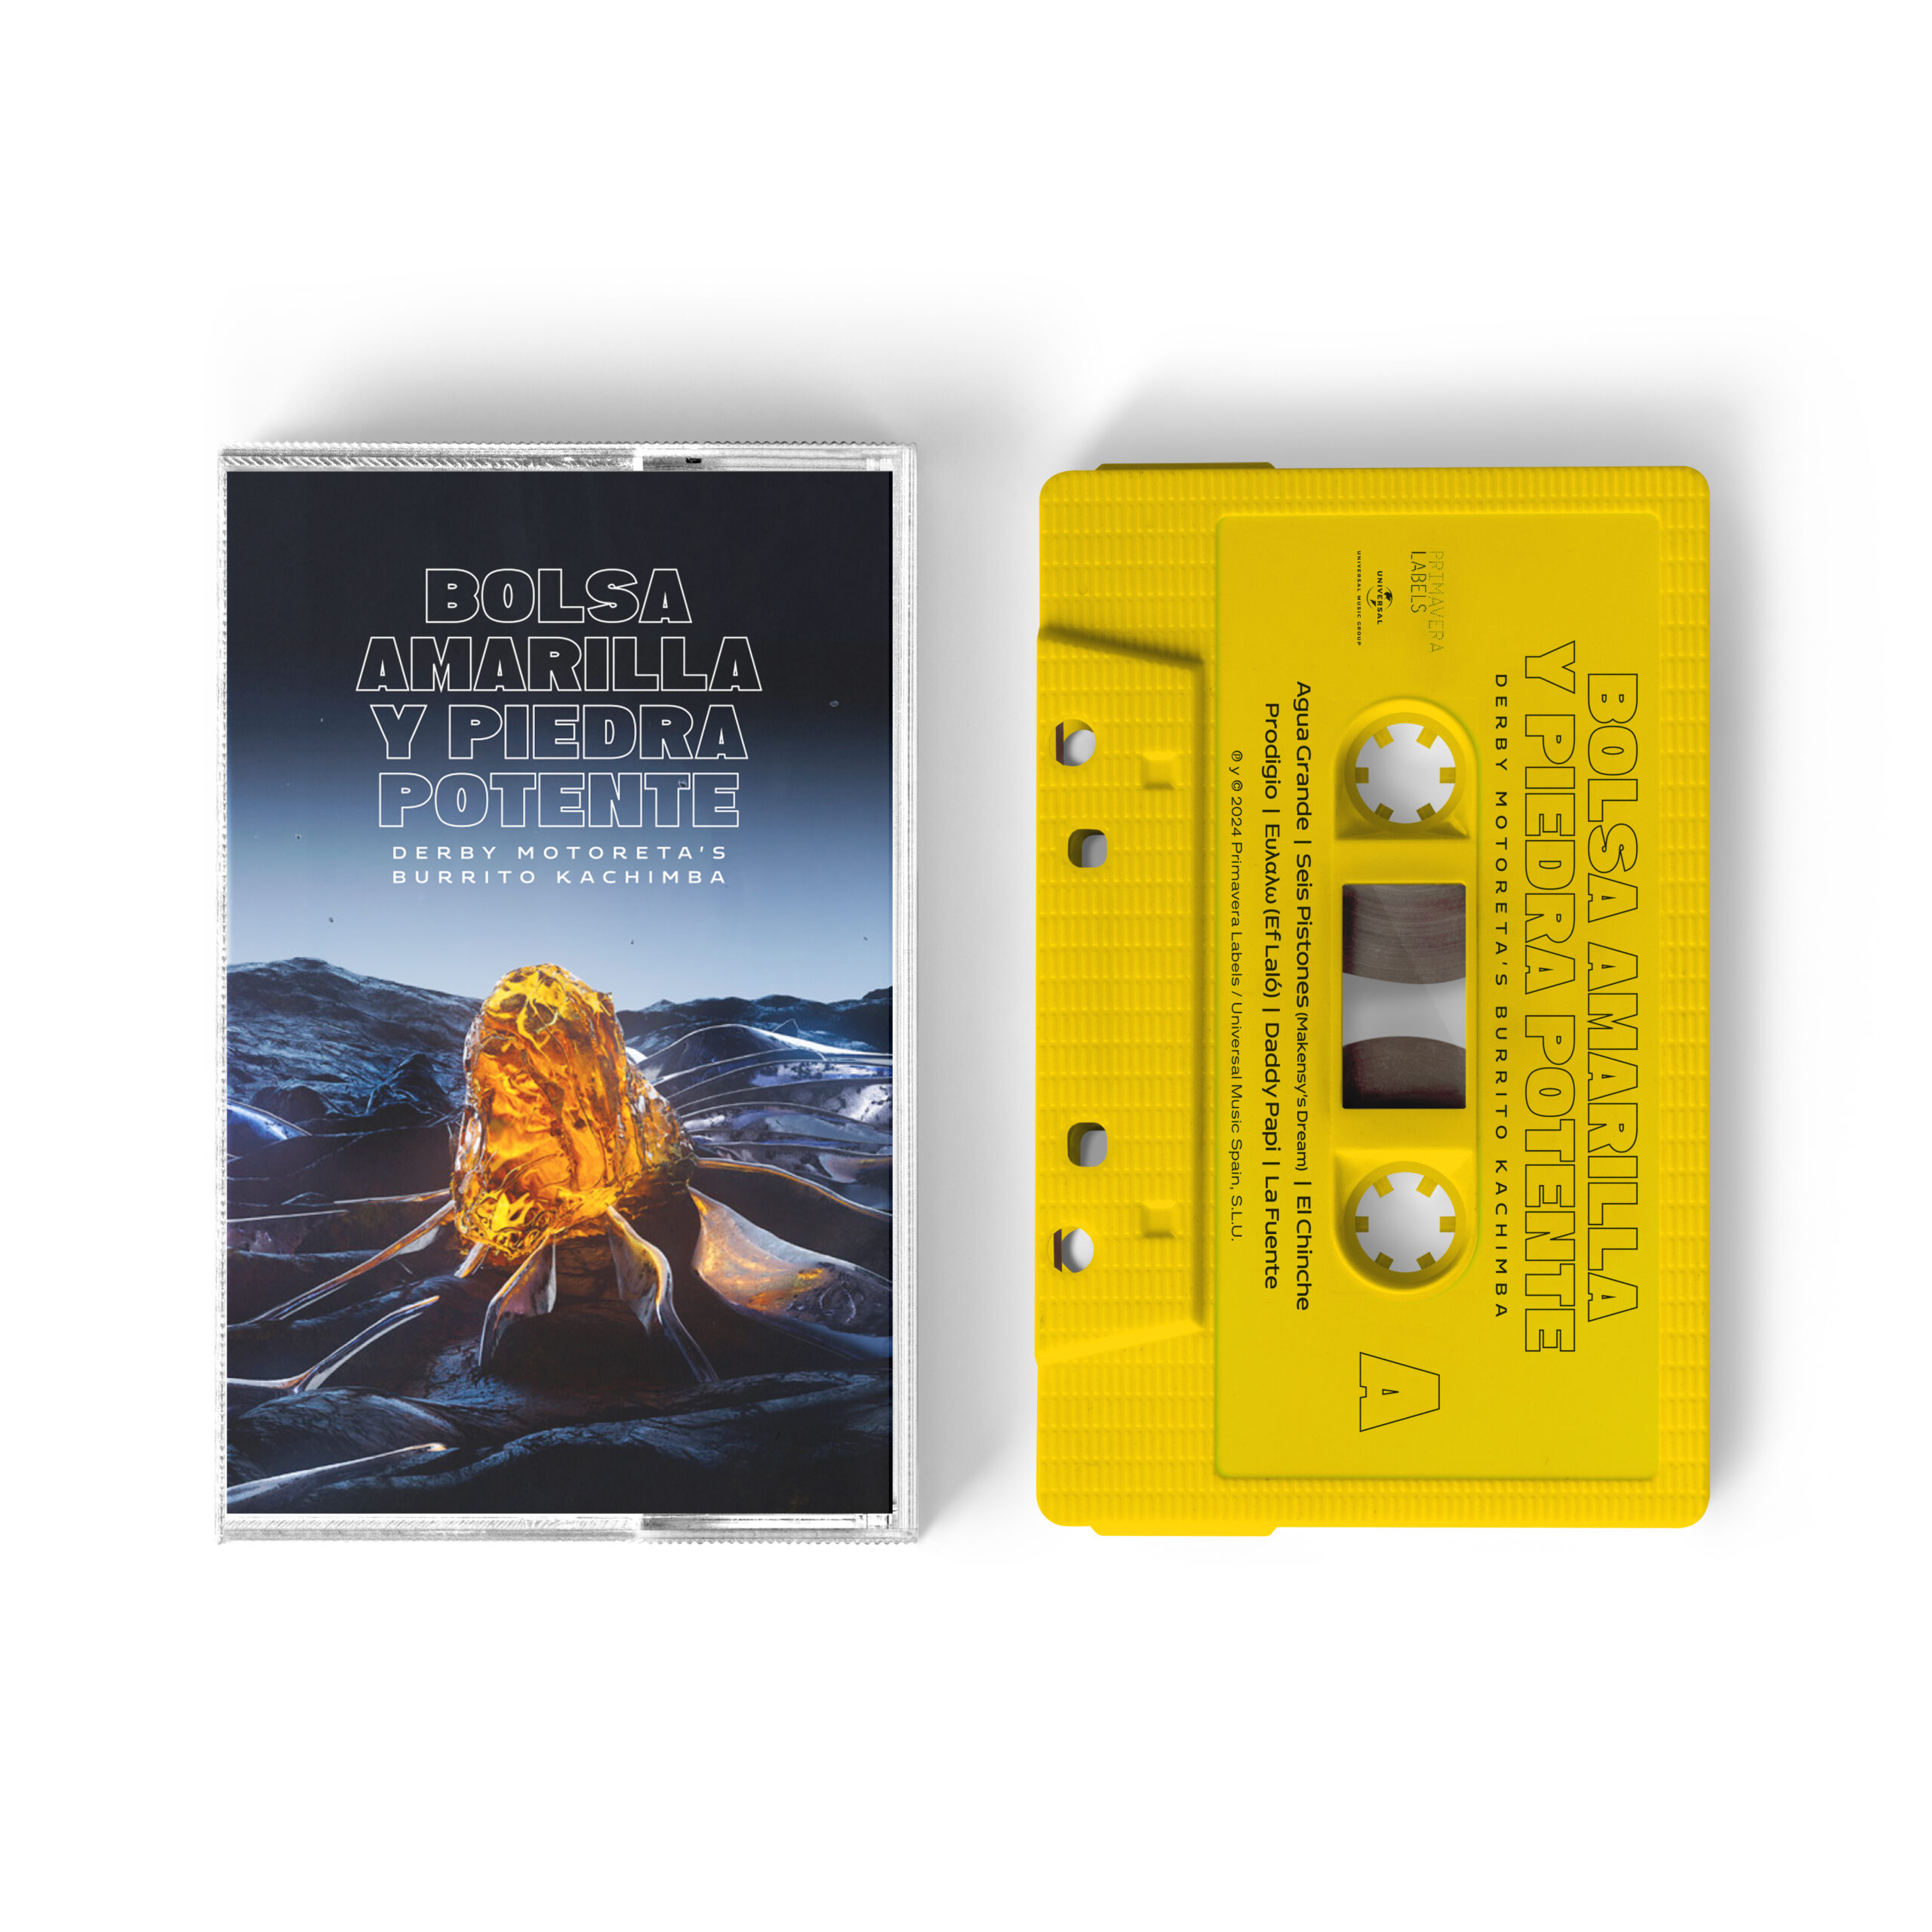 BOLSA
AMARILLA
Y PIEDRA
POTENTE
DERBY MOTORETA'S
BURRITO KACHIMBA
BOLSA AMARILLA
Y PIEDRA POTENTE
DERBY MOTORETA'S BURRITO KACHIMBA
PRIMAVERA
LABELS
UNIVERSAL
UNIVERSAL MUSIC GROUP
A
Agua Grande | Seis Pistones (Makensy's Dream) | El Chinche
Prodigio | Ευλαλω (Ef Laló) | Daddy Papi | La Fuente
℗ y © 2024 Primavera Labels / Universal Music Spain, S.L.U.